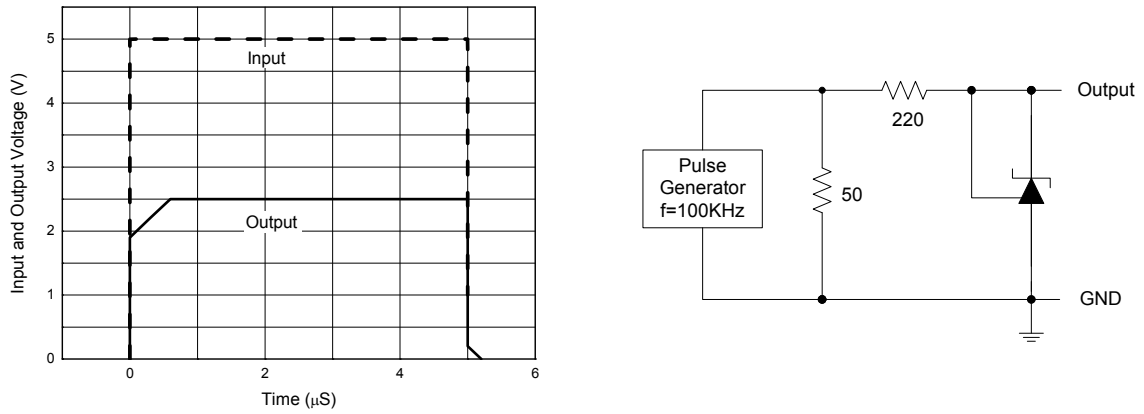 Input and Output Voltage (V)
5
4
3
2
1
0
Input
Output
0
2
4
6
Time (μS)
Pulse
Generator
f=100KHz
50
220
Output
GND